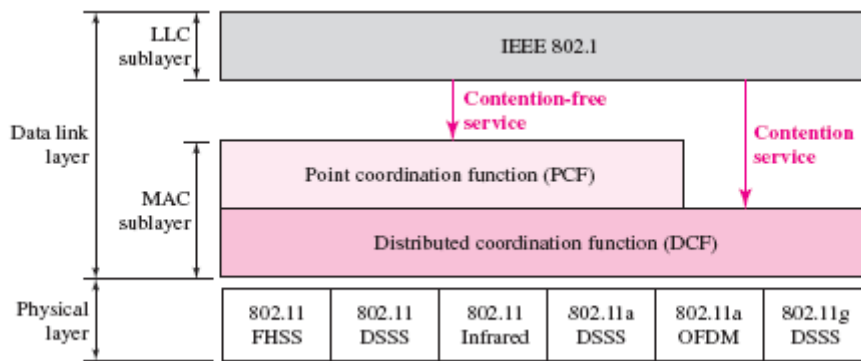 LLC
sublayer
IEEE 802.1
Contention-free
service
Contention
service
Data link
layer
MAC
sublayer
Point coordination function (PCF)
Distributed coordination function (DCF)
Physical
layer
802.11
FHSS
802.11
DSSS
802.11
Infrared
802.11a
DSSS
802.11a
OFDM
802.11g
DSSS